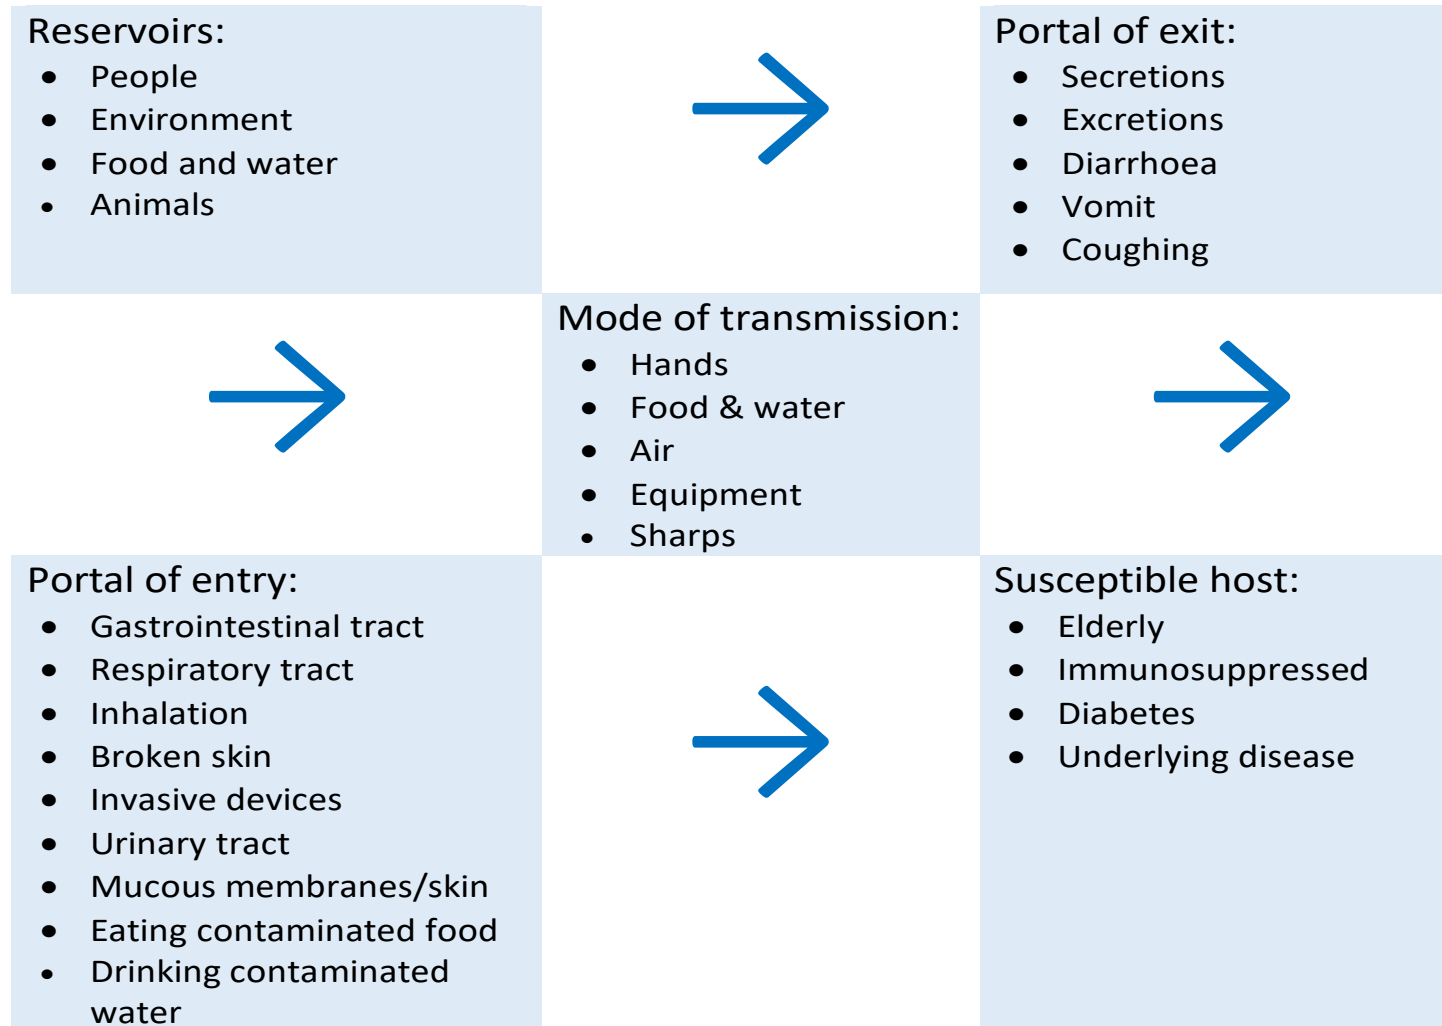 Reservoirs:
• People
• Environment
• Food and water
• Animals
Portal of exit:
• Secretions
• Excretions
• Diarrhoea
• Vomit
• Coughing
Mode of transmission:
• Hands
• Food & water
• Air
• Equipment
• Sharps
Portal of entry:
• Gastrointestinal tract
• Respiratory tract
• Inhalation
• Broken skin
• Invasive devices
• Urinary tract
• Mucous membranes/skin
• Eating contaminated food
• Drinking contaminated
water
Susceptible host:
• Elderly
• Immunosuppressed
• Diabetes
• Underlying disease